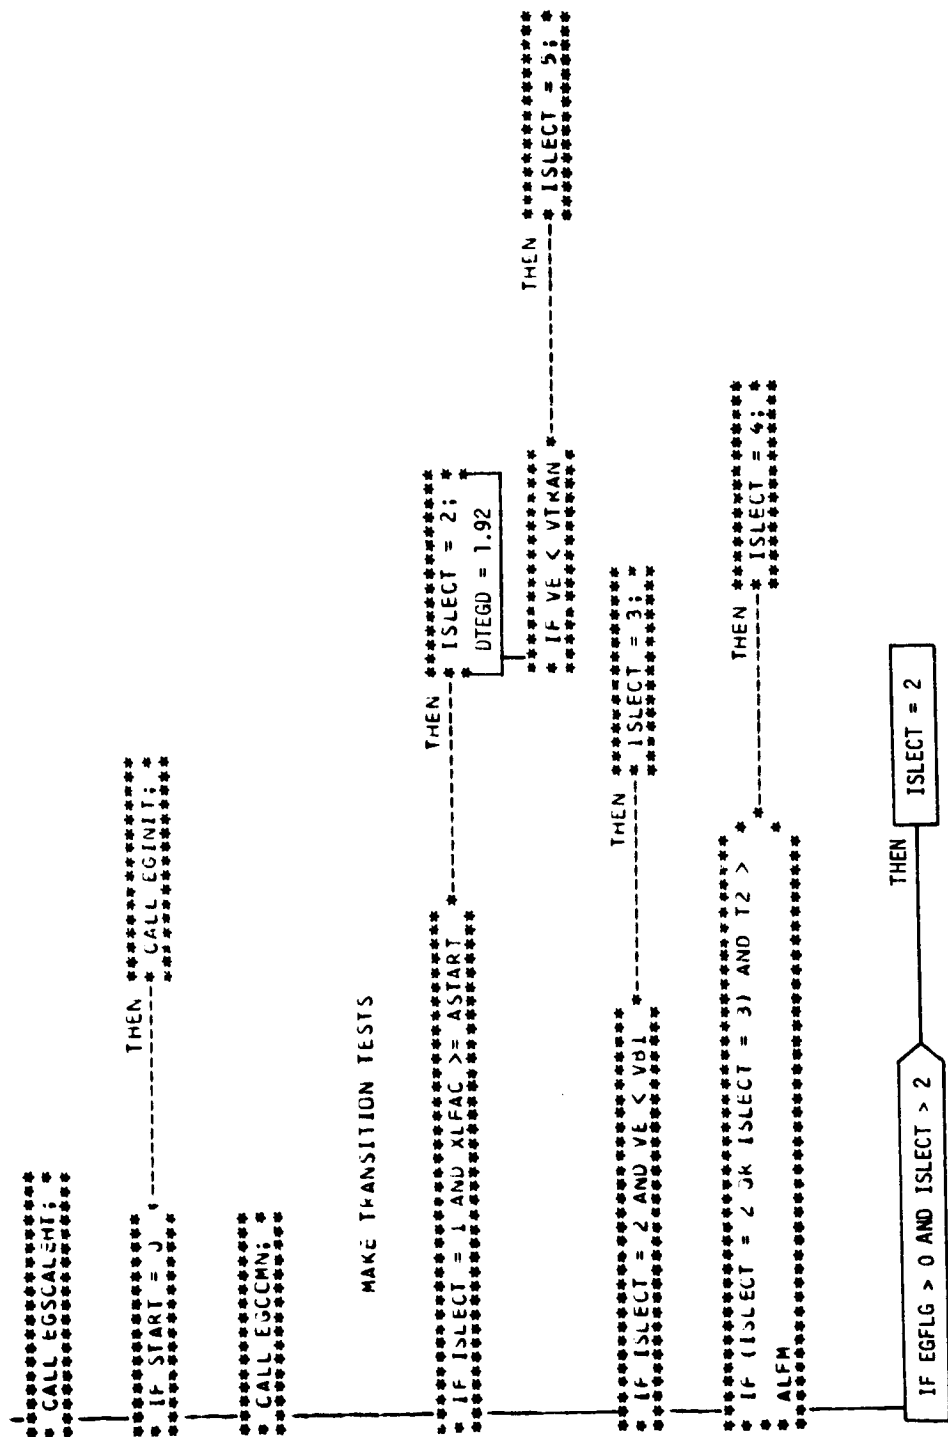 CALL EGSCALEHT;
IF START = 0
THEN
CALL EGINIT;
CALL EGCCMN;
MAKE TRANSITION TESTS
IF ISLECT = 1 AND XLFAC >= ASTART
THEN
ISLECT = 2;
DTEGD = 1.92
IF VE < VTRAN
THEN
ISLECT = 5;
IF ISLECT = 2 AND VE < VB1
THEN
ISLECT = 3;
IF (ISLECT = 2 OR ISLECT = 3) AND T2 >
ALFM
THEN
ISLECT = 4;
IF EGFLG > 0 AND ISLECT > 2
THEN
ISLECT = 2